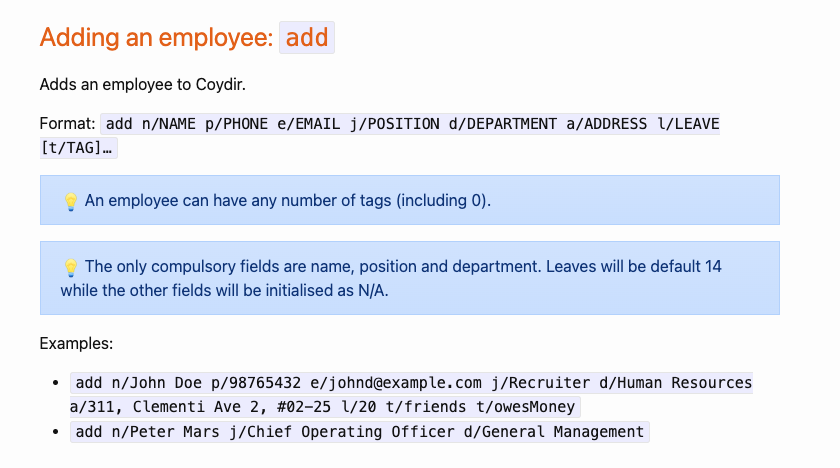 Adding an employee: add
Adds an employee to Coydir.
Format: add n/NAME p/PHONE e/EMAIL j/POSITION d/DEPARTMENT a/ADDRESS l/LEAVE
[t/TAG]…
💡 An employee can have any number of tags (including 0).
💡 The only compulsory fields are name, position and department. Leaves will be default 14
while the other fields will be initialised as N/A.
Examples:
• add n/John Doe p/98765432 e/johnd@example.com j/Recruiter d/Human Resources
a/311, Clementi Ave 2, #02-25 l/20 t/friends t/owesMoney
• add n/Peter Mars j/Chief Operating Officer d/General Management